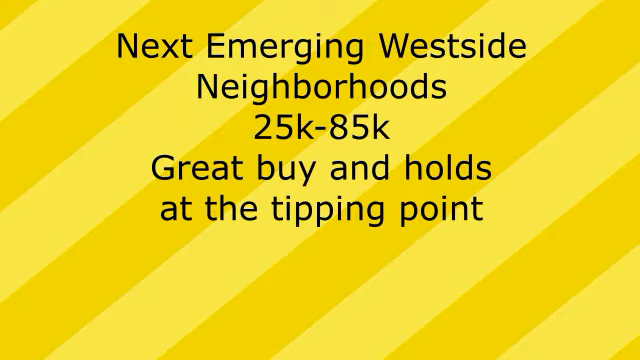 Next Emerging Westside
Neighborhoods
25k-85k
Great buy and holds
at the tipping point